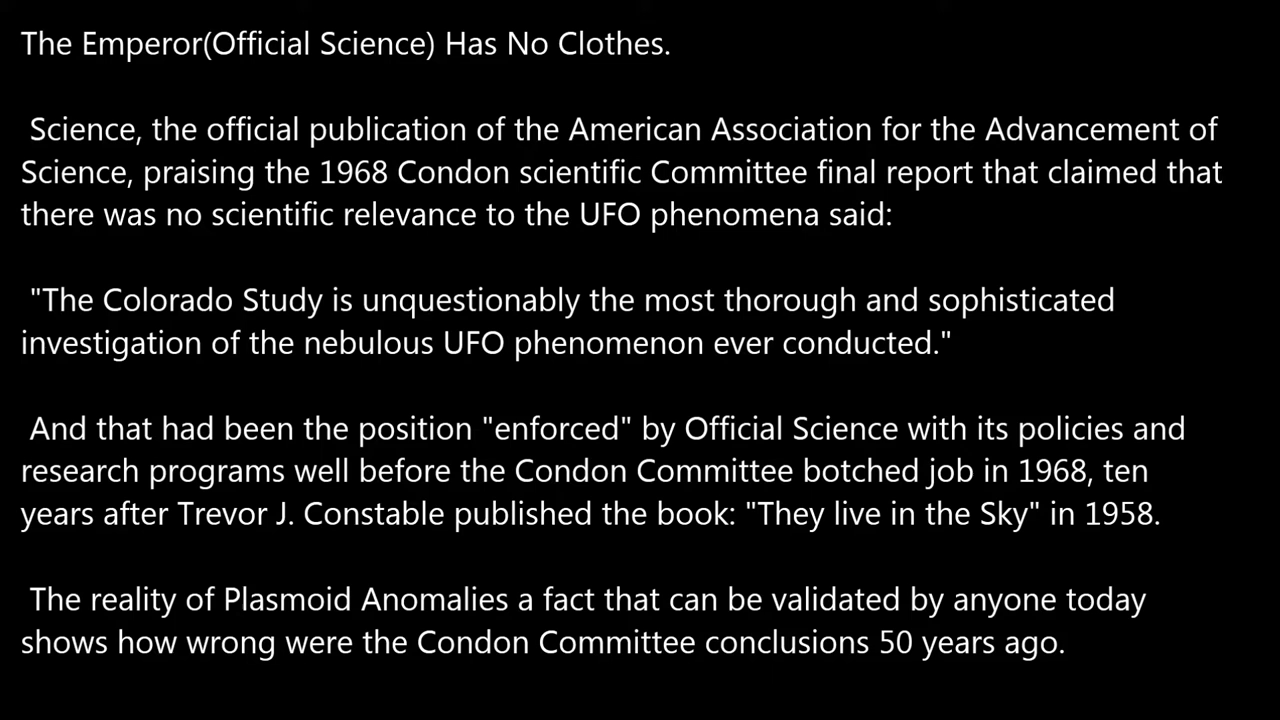 The Emperor(Official Science) Has No Clothes.
Science, the official publication of the American Association for the Advancement of
Science, praising the 1968 Condon scientific Committee final report that claimed that
there was no scientific relevance to the UFO phenomena said:
"The Colorado Study is unquestionably the most thorough and sophisticated
investigation of the nebulous UFO phenomenon ever conducted."
And that had been the position "enforced" by Official Science with its policies and
research programs well before the Condon Committee botched job in 1968, ten
years after Trevor J. Constable published the book: "They live in the Sky" in 1958.
The reality of Plasmoid Anomalies a fact that can be validated by anyone today
shows how wrong were the Condon Committee conclusions 50 years ago.